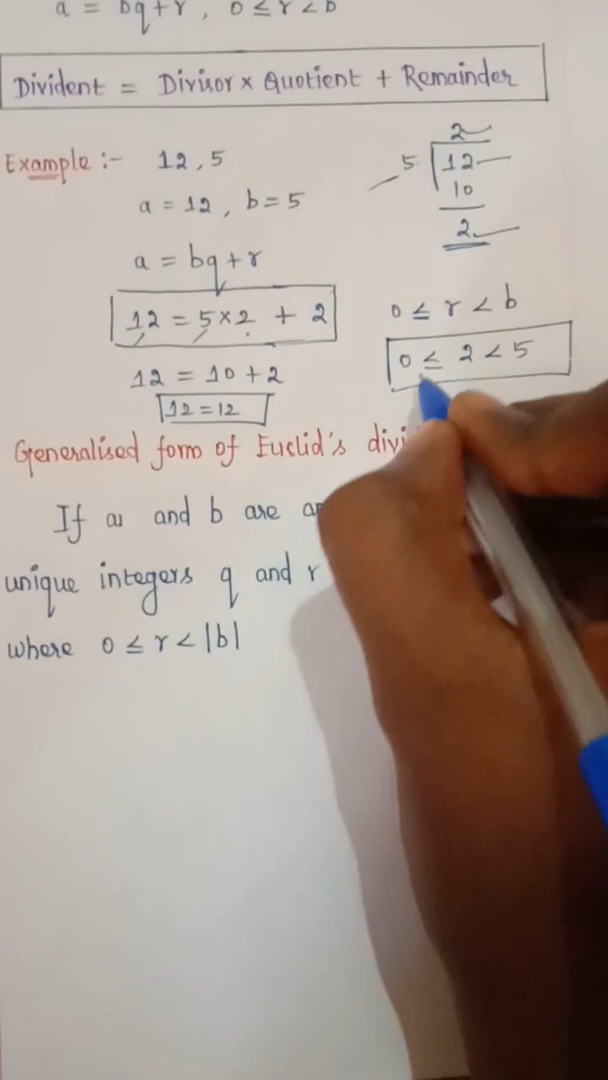 a = bq + r , 0 ≤ r < b
Divident = Divisor × Quotient + Remainder
Example :- 12 , 5
a = 12 , b = 5
a = bq + r
12 = 5 × 2 + 2
12 = 10 + 2
12 = 12
2
5 12
10
2
0 ≤ r < b
0 ≤ 2 < 5
Generalised form of Euclid's
If a and b are
unique integers q and r
where 0 ≤ r < |b|